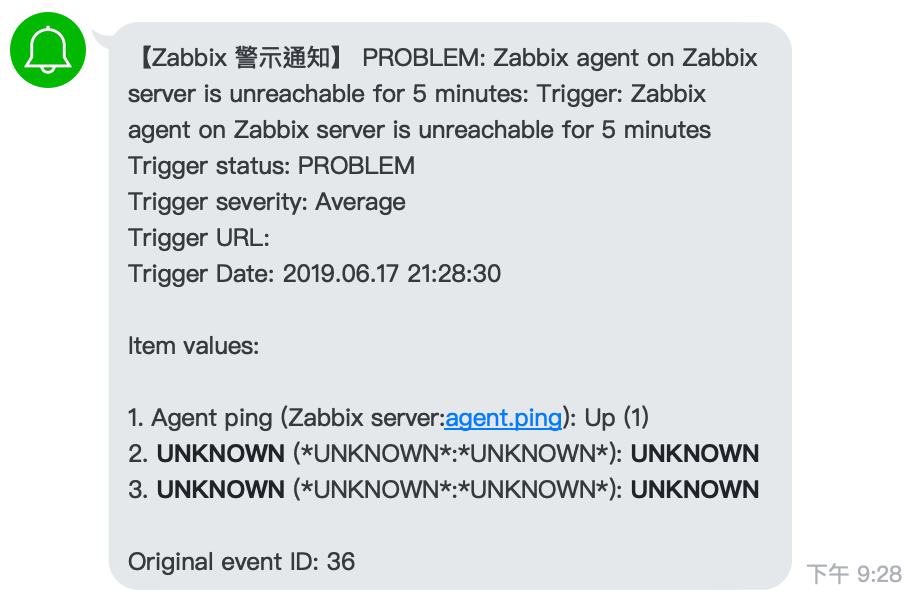 【Zabbix 警示通知】 PROBLEM: Zabbix agent on Zabbix
server is unreachable for 5 minutes: Trigger: Zabbix
agent on Zabbix server is unreachable for 5 minutes
Trigger status: PROBLEM
Trigger severity: Average
Trigger URL:
Trigger Date: 2019.06.17 21:28:30
Item values:
1. Agent ping (Zabbix server:agent.ping): Up (1)
2. UNKNOWN (*UNKNOWN*:*UNKNOWN*): UNKNOWN
3. UNKNOWN (*UNKNOWN*:*UNKNOWN*): UNKNOWN
Original event ID: 36
下午 9:28